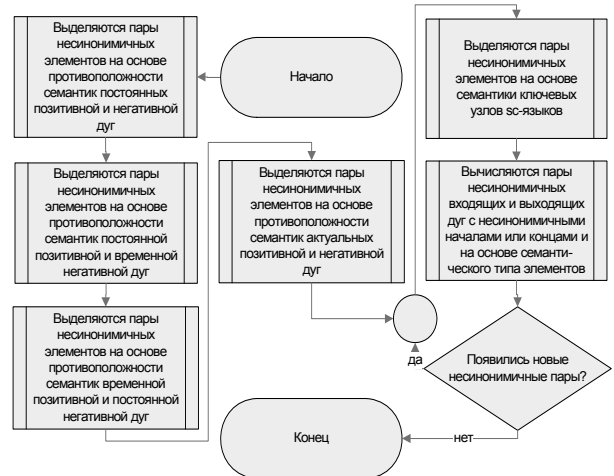 Начало
Выделяются пары
несинонимичных
элементов на основе
противоположности
семантик постоянных
позитивной и негативной
дуг
Выделяются пары
несинонимичных
элементов на основе
противоположности
семантик постоянной
позитивной и временной
негативной дуг
Выделяются пары
несинонимичных
элементов на основе
противоположности
семантик временной
позитивной и постоянной
негативной дуг
Выделяются пары
несинонимичных
элементов на основе
противоположности
семантик актуальных
позитивной и негативной
дуг
Выделяются пары
несинонимичных
элементов на основе
семантики ключевых
узлов sc-языков
Вычисляются пары
несинонимичных
входящих и выходящих
дуг с несинонимичными
началами или концами и
на основе семанти-
ческого типа элементов
Появились новые
несинонимичные пары?
да
нет
Конец